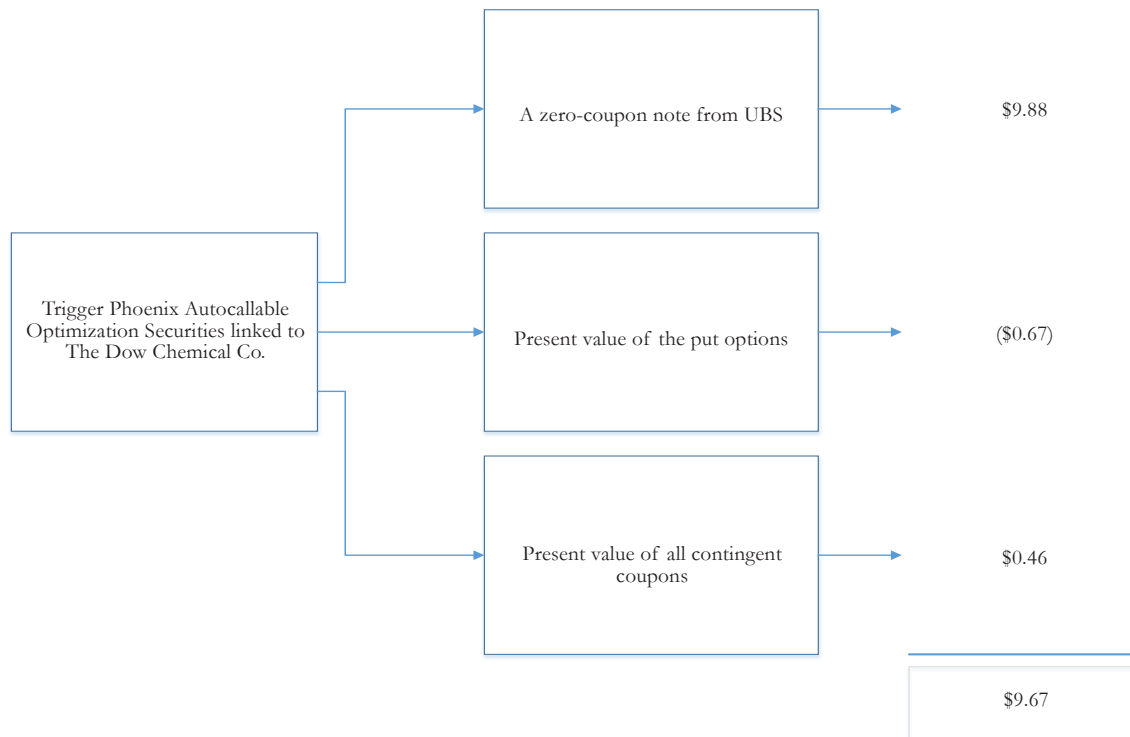 A zero-coupon note from UBS
$9.88
Trigger Phoenix Autocallable
Optimization Securities linked to
The Dow Chemical Co.
Present value of the put options
($0.67)
Present value of all contingent
coupons
$0.46
$9.67